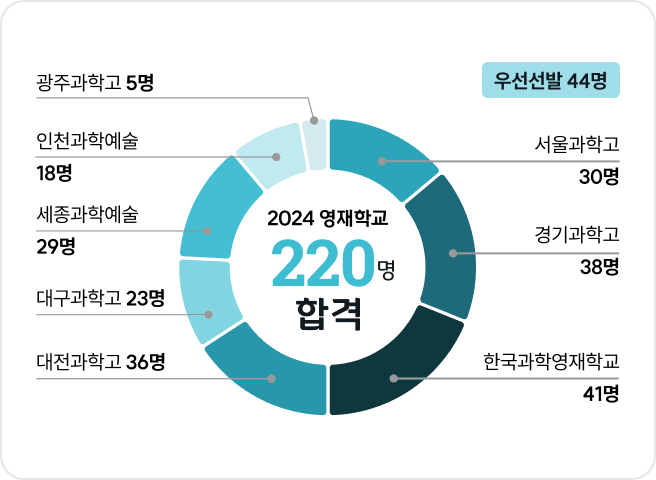 광주과학고 5명
우선선발 44명
인천과학예술
18명
서울과학고
30명
세종과학예술
29명
2024 영재학교
220명
합격
경기과학고
38명
대구과학고 23명
대전과학고 36명
한국과학영재학교
41명